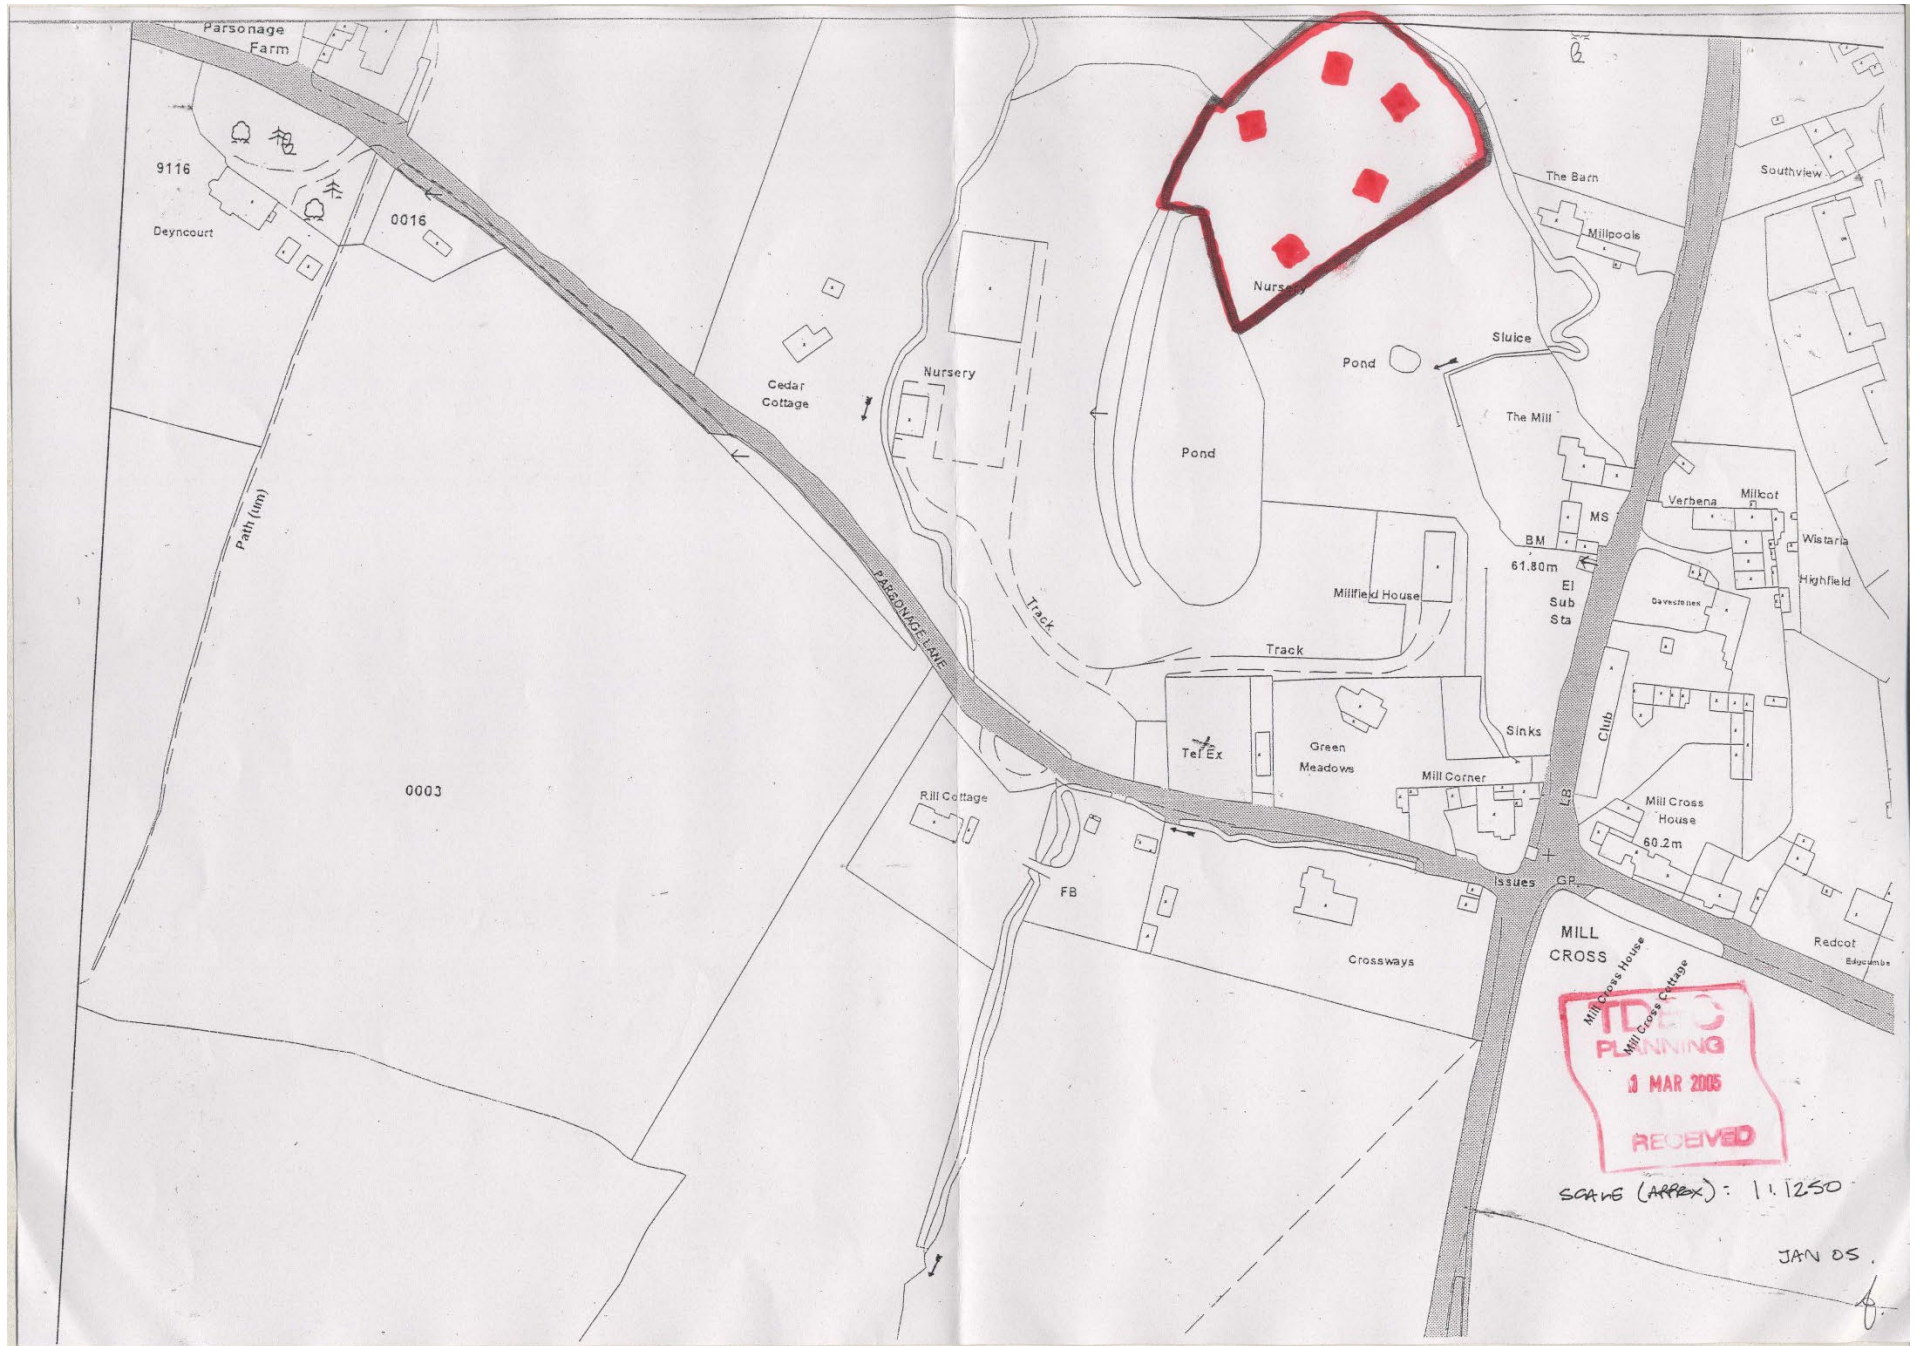 Parsonage
Farm
9116
Deyncourt
0016
The Barn
Southview
Millpools
Nursery
Sluice
Pond
Cedar
Cottage
Nursery
The Mill
Pond
Path (um)
Verbena
Millcot
MS
Wistaria
BM
61.80m
El
Sub
Sta
Highfield
Millfield House
Davestones
PARSONAGE LANE
Track
Track
Club
Sinks
Tel Ex
Green
Meadows
Mill Corner
0003
Rill Cottage
LB
Mill Cross
House
60.2m
FB
Issues
GP
MILL
CROSS
Crossways
Redcot
Edgcumbe
Mill Cross House
Mill Cross Cottage
TDBC
PLANNING
MAR 2005
RECEIVED
SCALE (APPROX): 1:1250
JAN 05.